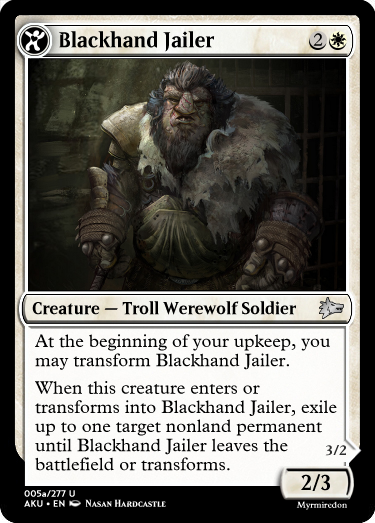 Blackhand Jailer 2
Creature — Troll Werewolf Soldier
At the beginning of your upkeep, you
may transform Blackhand Jailer.
When this creature enters or
transforms into Blackhand Jailer, exile
up to one target nonland permanent
until Blackhand Jailer leaves the
battlefield or transforms.
3/2
2/3
005a/277 U
AKU • EN Nasan Hardcastle
Myrmiredon